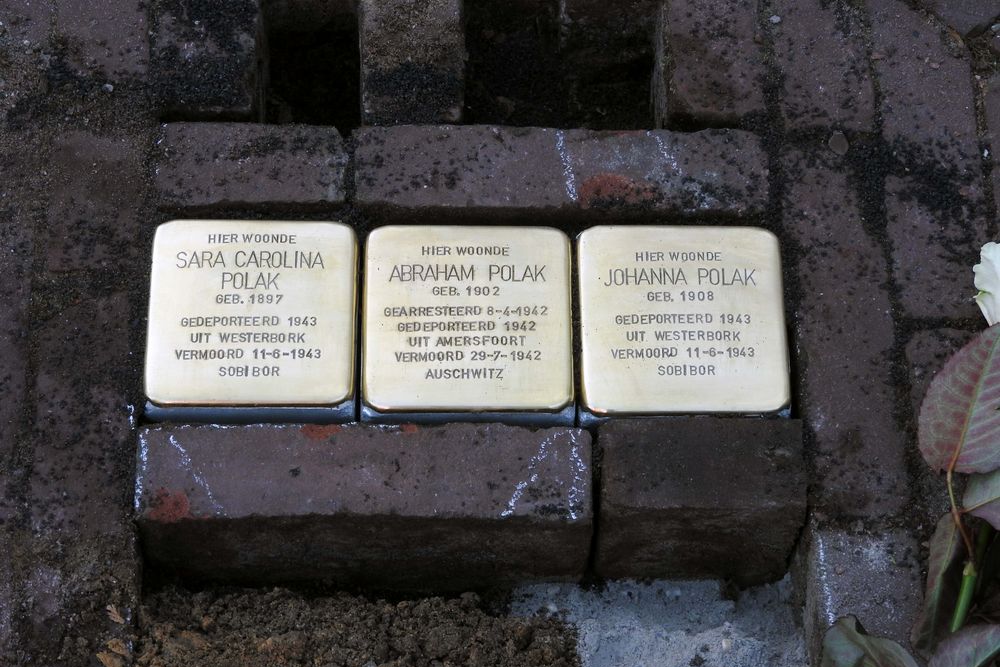 HIER WOONDE
SARA CAROLINA
POLAK
GEB. 1897
GEDEPORTEERD 1943
UIT WESTERBORK
VERMOORD 11-6-1943
SOBIBOR
HIER WOONDE
ABRAHAM POLAK
GEB. 1902
GEARRESTEERD 8-4-1942
GEDEPORTEERD 1942
UIT AMERSFOORT
VERMOORD 29-7-1942
AUSCHWITZ
HIER WOONDE
JOHANNA POLAK
GEB. 1908
GEDEPORTEERD 1943
UIT WESTERBORK
VERMOORD 11-6-1943
SOBIBOR